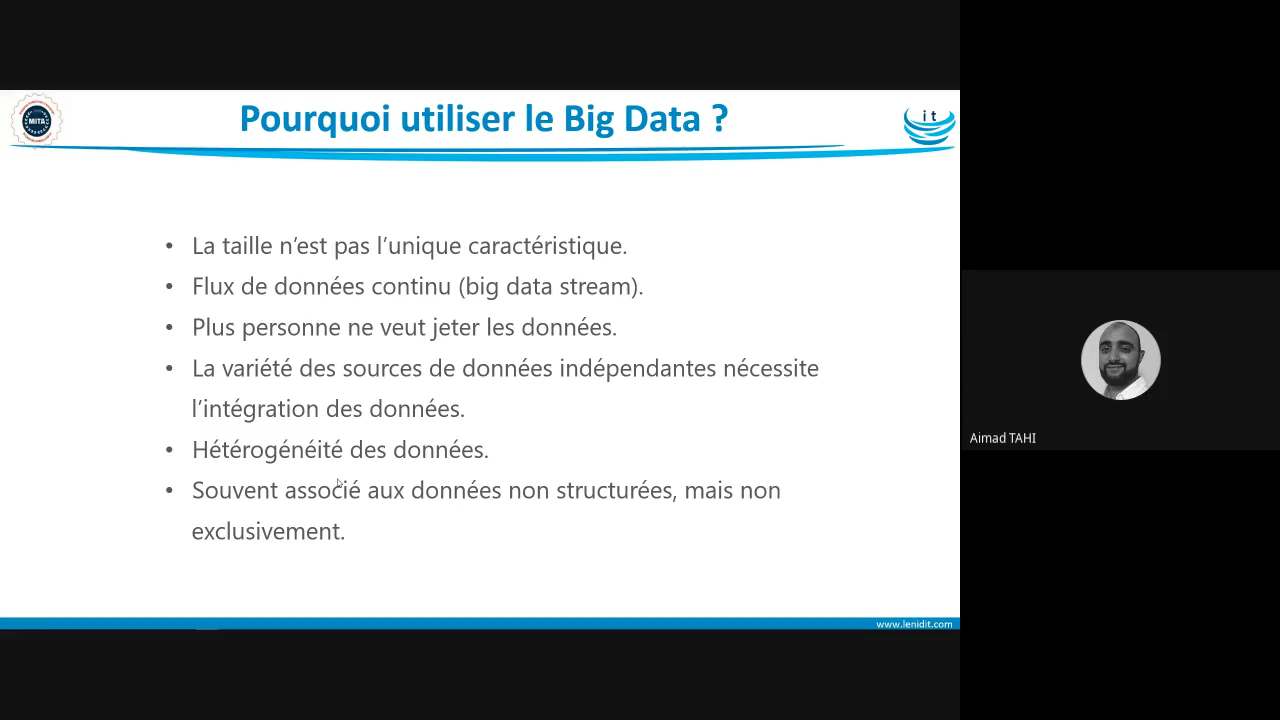 Pourquoi utiliser le Big Data ?
MITA
it
• La taille n’est pas l’unique caractéristique.
• Flux de données continu (big data stream).
• Plus personne ne veut jeter les données.
• La variété des sources de données indépendantes nécessite
l’intégration des données.
• Hétérogénéité des données.
• Souvent associé aux données non structurées, mais non
exclusivement.
www.lenidit.com
Aimad TAHI